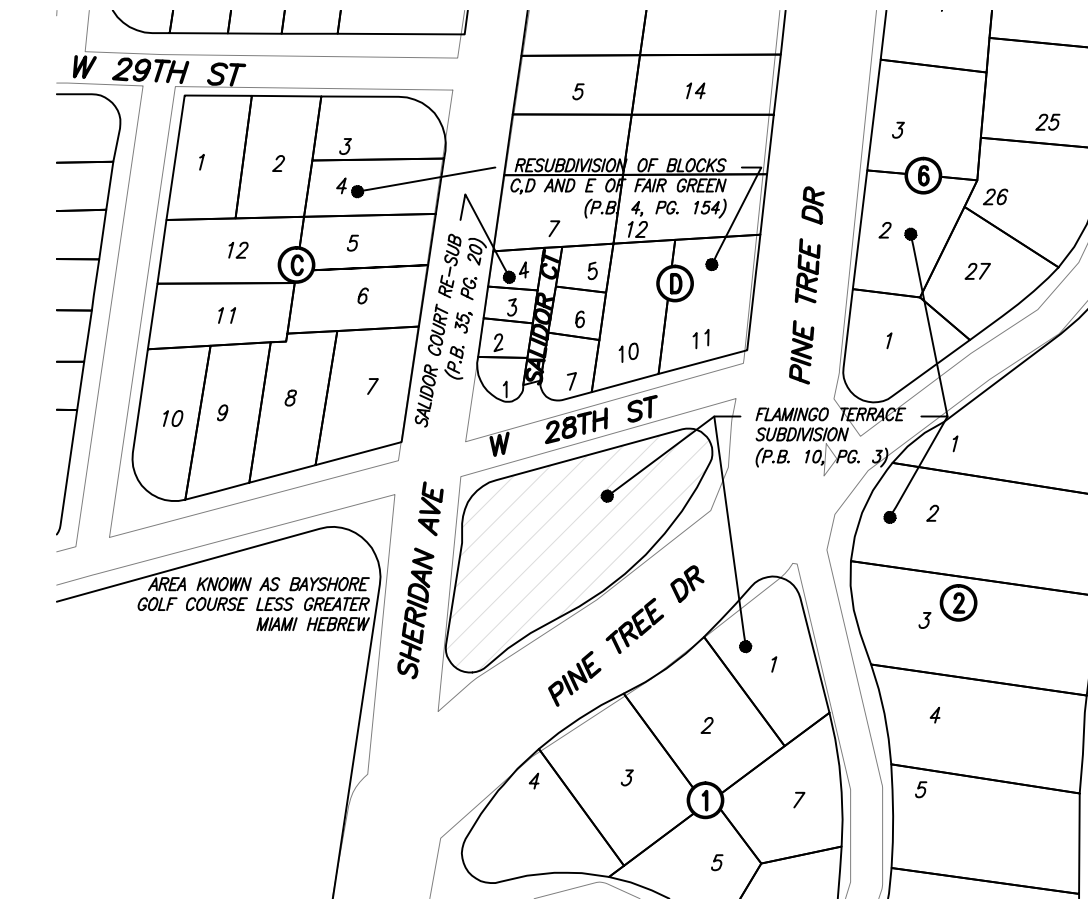 W 29TH ST
5
14
3
25
1
2
3
4
RESUBDIVISION OF BLOCKS
C,D AND E OF FAIR GREEN
(P.B. 4, PG. 154)
6
26
2
27
12
C
5
6
11
7
12
4
5
3
6
2
1
7
SALIDOR CT
D
10
11
SALIDOR COURT RE-SUB
(P.B. 35, PG. 20)
PINE TREE DR
1
10
9
8
7
W 28TH ST
FLAMINGO TERRACE
SUBDIVISION
(P.B. 10, PG. 3)
1
2
2
3
4
5
SHERIDAN AVE
AREA KNOWN AS BAYSHORE
GOLF COURSE LESS GREATER
MIAMI HEBREW
PINE TREE DR
1
2
3
4
1
7
5